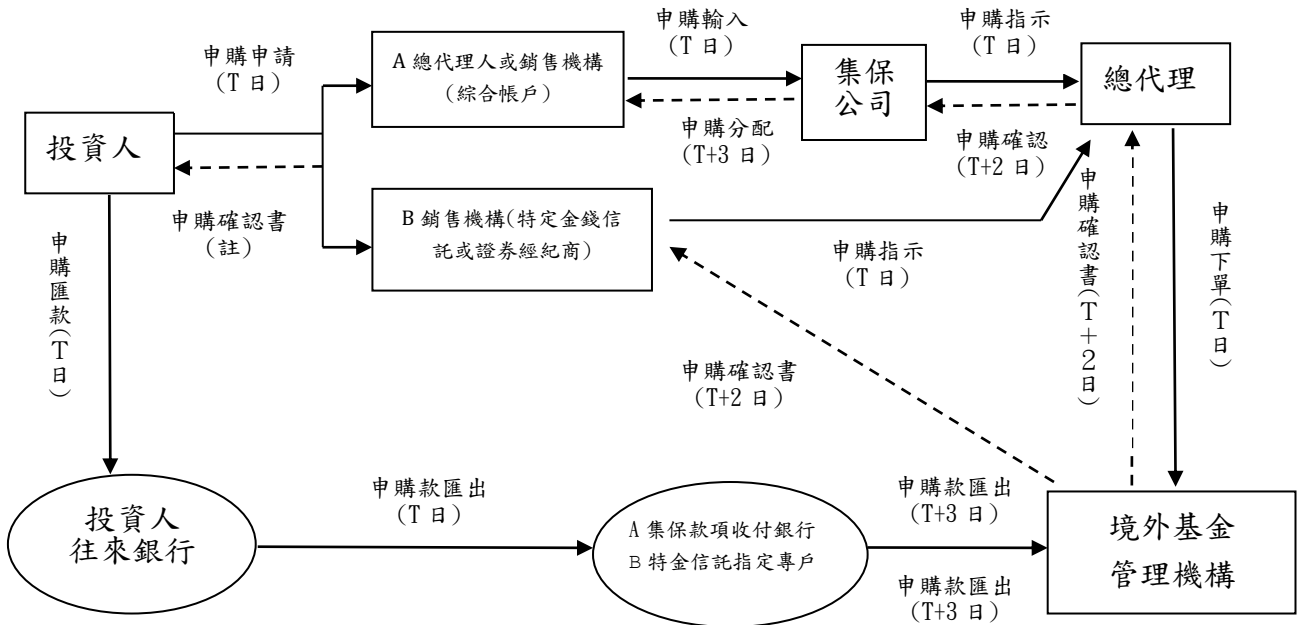 申購輸入
(T 日)
申購指示
(T 日)
申購申請
(T 日)
A 總代理人或銷售機構
(綜合帳戶)
集保
公司
總代理
投資人
申購分配
(T+3 日)
申購確認
(T+2 日)
申購確認書
(註)
B 銷售機構(特定金錢信
託或證券經紀商)
申購指示
(T 日)
申購確認書(T+2日)
申購下單(T日)
申購匯款(T日)
申購確認書
(T+2 日)
投資人
往來銀行
申購款匯出
(T 日)
A 集保款項收付銀行
B 特金信託指定專戶
申購款匯出
(T+3 日)
申購款匯出
(T+3 日)
境外基金
管理機構